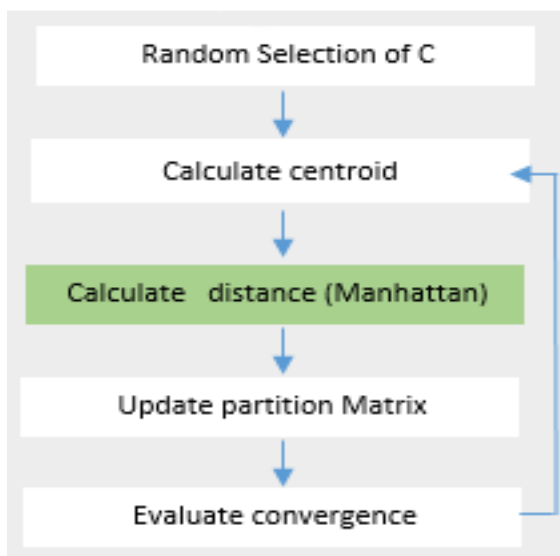 Random Selection of C
Calculate centroid
Calculate distance (Manhattan)
Update partition Matrix
Evaluate convergence